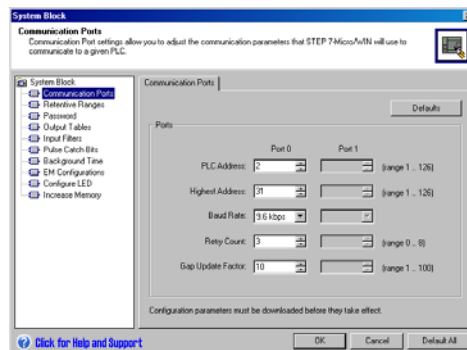 System Block
Communication Ports
Communication Port settings allow you to adjust the communication parameters that STEP 7-Micro/WIN will use to
communicate to a given PLC.
System Block
Communication Ports
Retentive Ranges
Password
Output Tables
Input Filters
Pulse Catch Bits
Background Time
EM Configurations
Configure LED
Increase Memory
Communication Ports
Defaults
Ports
Port 0 Port 1
PLC Address: 2 (range 1 .. 126)
Highest Address: 31 (range 1 .. 126)
Baud Rate: 9.6 kbps
Retry Count: 3 (range 0 .. 8)
Gap Update Factor: 10 (range 1 .. 100)
Configuration parameters must be downloaded before they take effect.
Click for Help and Support
OK Cancel Default All